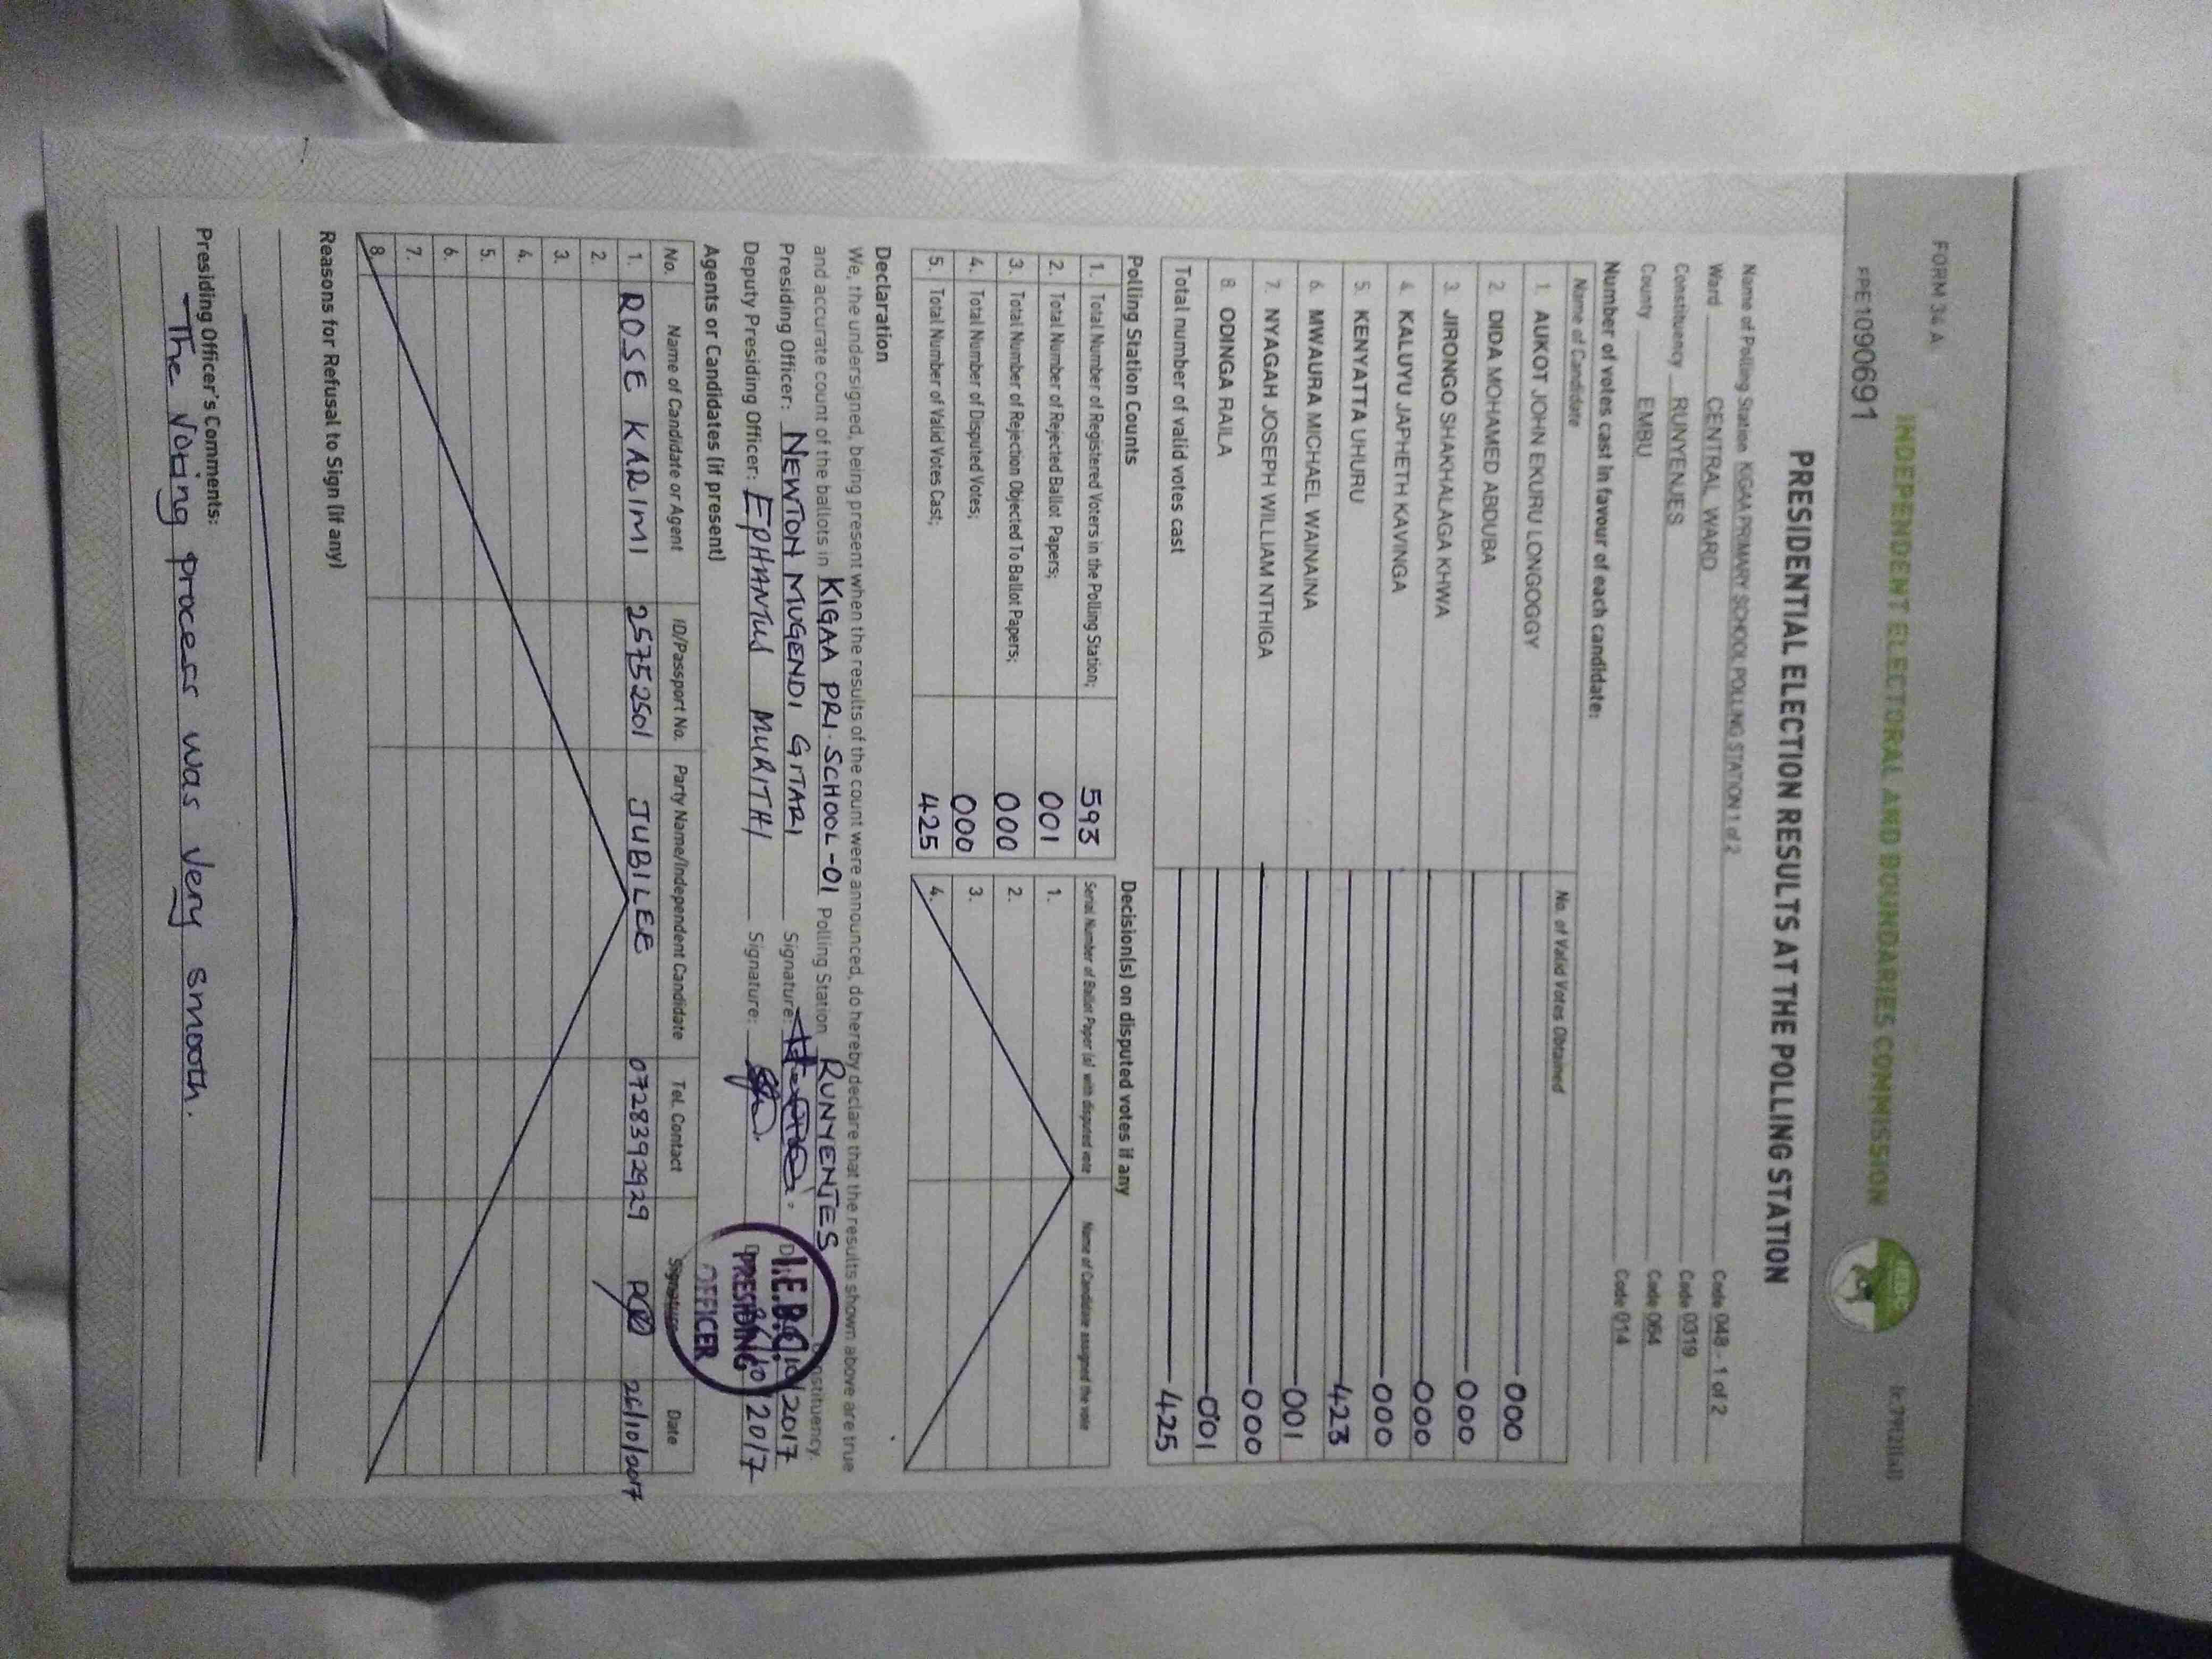 FORM 34 A
INDEPENDENT ELECTORAL AND BOUNDARIES COMMISSION
IEBC
FPE1090691
PRESIDENTIAL ELECTION RESULTS AT THE POLLING STATION
Name of Polling Station KIGAA PRIMARY SCHOOL POLLING STATION 1 of 2 Code 048 - 1 of 2
Ward CENTRAL WARD Code 0319
Constituency RUNYENJES Code 064
County EMBU Code 014
Number of votes cast in favour of each candidate:
Name of Candidate No. of Valid Votes Obtained
1. AUKOT JOHN EKURU LONGOGGY 000
2. DIDA MOHAMED ABDUBA 000
3. JIRONGO SHAKHALAGA KHWA 000
4. KALUYU JAPHETH KAVINGA 000
5. KENYATTA UHURU 423
6. MWAURA MICHAEL WAINAINA 001
7. NYAGAH JOSEPH WILLIAM NTHIGA 000
8. ODINGA RAILA 001
Total number of valid votes cast 425
Polling Station Counts
1. Total Number of Registered Voters in the Polling Station; 593
2. Total Number of Rejected Ballot Papers; 001
3. Total Number of Rejection Objected To Ballot Papers; 000
4. Total Number of Disputed Votes; 000
5. Total Number of Valid Votes Cast; 425
Decision(s) on disputed votes if any
Serial Number of Ballot Paper (s) with disputed vote Name of Candidate assigned the vote
1.
2.
3.
4.
Declaration
We, the undersigned, being present when the results of the count were announced, do hereby declare that the results shown above are true
and accurate count of the ballots in KIGAA PRI. SCHOOL -01 Polling Station RUNYENJES Constituency.
Presiding Officer: NEWTON MUGENDI GITARI Signature: /2017
Deputy Presiding Officer: EPHANTUS MURITHI Signature: /10/2017
I.E.B.C.
PRESIDING
OFFICER
Agents or Candidates (if present)
No. Name of Candidate or Agent ID/Passport No. Party Name/Independent Candidate Tel. Contact Signature Date
1. ROSE KARIMI 25752501 JUBILEE 0728392929 26/10/2017
2.
3.
4.
5.
6.
7.
8.
Reasons for Refusal to Sign (if any)
Presiding Officer's Comments:
The voting process was very smooth.